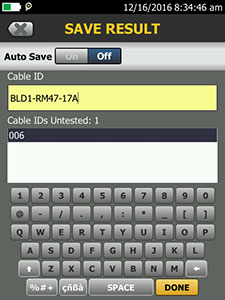 12/16/2016 8:34:46 am
SAVE RESULT
Auto Save On Off
Cable ID
BLD1-RM47-17A
Cable IDs Untested: 1
006
1 2 3 4 5 6 7 8 9 0
@ - / . : + * _ [ ]
Q W E R T Y U I O P
A S D F G H J K L
Z X C V B N M
%#+ çñßà SPACE DONE